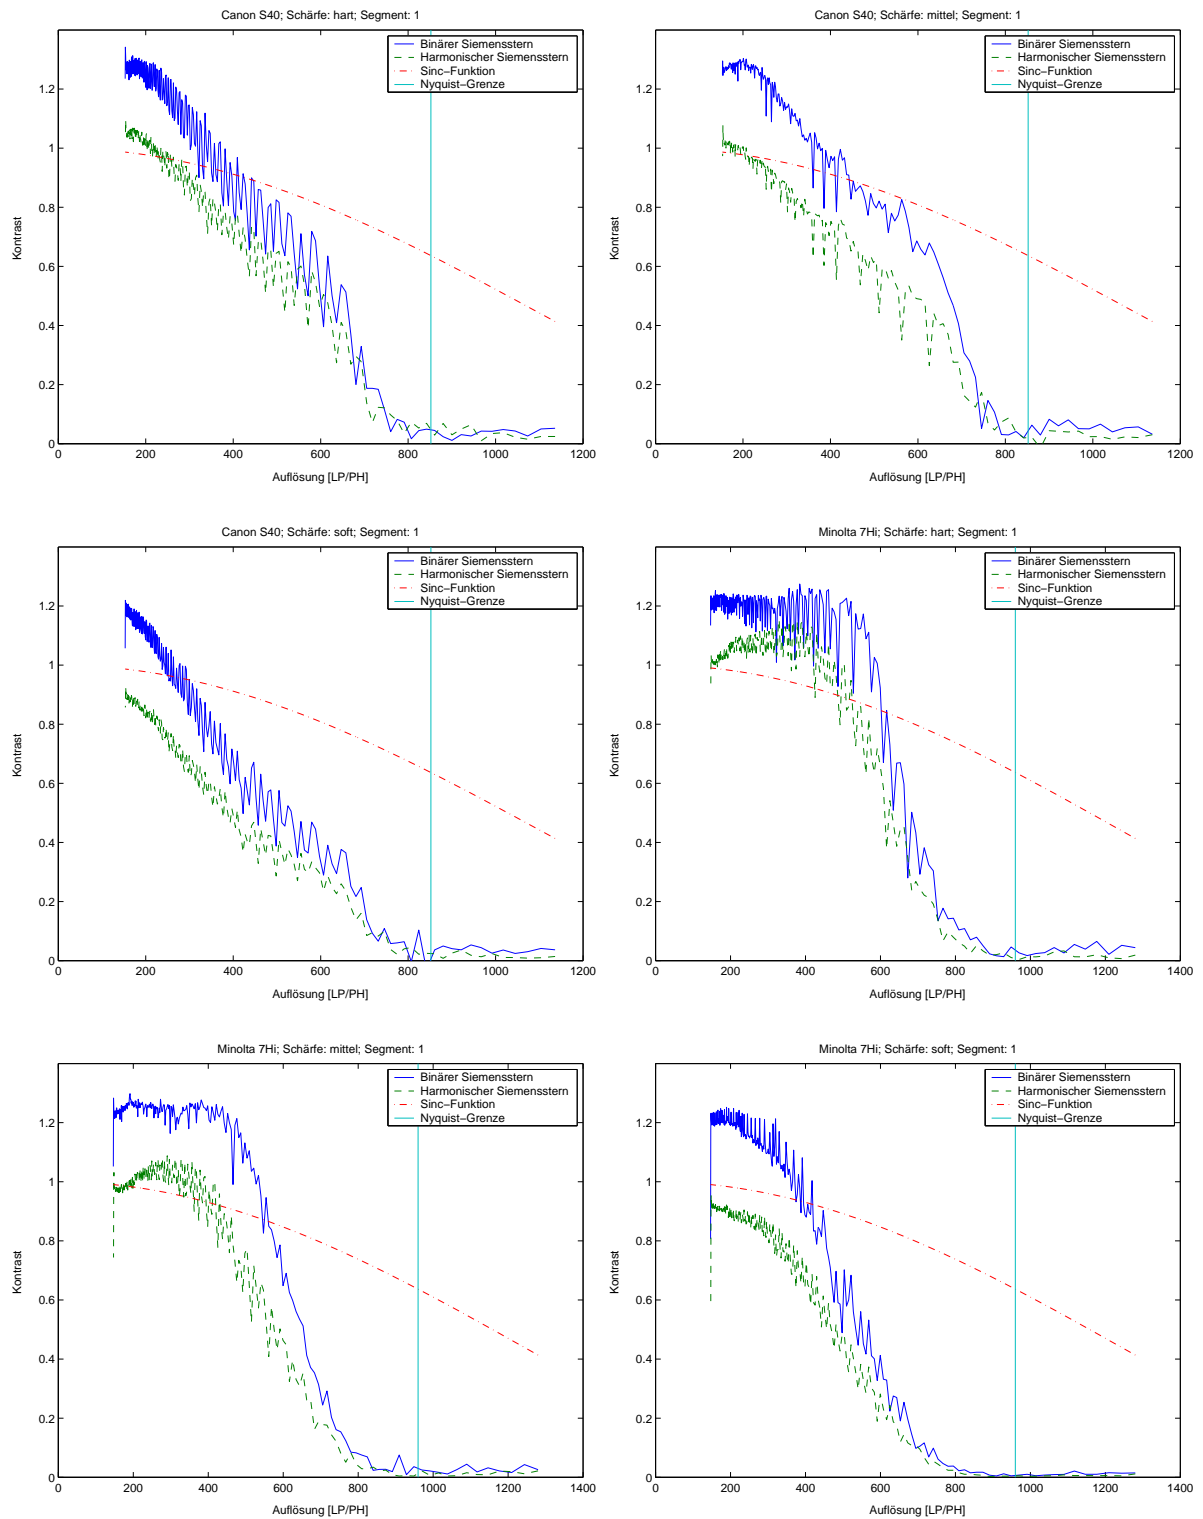 Canon S40; Schärfe: hart; Segment: 1
Binärer Siemensstern
Harmonischer Siemensstern
Sinc−Funktion
Nyquist−Grenze
Kontrast
1.2
1
0.8
0.6
0.4
0.2
0
0 200 400 600 800 1000 1200
Auflösung [LP/PH]
Canon S40; Schärfe: mittel; Segment: 1
Binärer Siemensstern
Harmonischer Siemensstern
Sinc−Funktion
Nyquist−Grenze
Kontrast
1.2
1
0.8
0.6
0.4
0.2
0
0 200 400 600 800 1000 1200
Auflösung [LP/PH]
Canon S40; Schärfe: soft; Segment: 1
Binärer Siemensstern
Harmonischer Siemensstern
Sinc−Funktion
Nyquist−Grenze
Kontrast
1.2
1
0.8
0.6
0.4
0.2
0
0 200 400 600 800 1000 1200
Auflösung [LP/PH]
Minolta 7Hi; Schärfe: hart; Segment: 1
Binärer Siemensstern
Harmonischer Siemensstern
Sinc−Funktion
Nyquist−Grenze
Kontrast
1.2
1
0.8
0.6
0.4
0.2
0
0 200 400 600 800 1000 1200 1400
Auflösung [LP/PH]
Minolta 7Hi; Schärfe: mittel; Segment: 1
Binärer Siemensstern
Harmonischer Siemensstern
Sinc−Funktion
Nyquist−Grenze
Kontrast
1.2
1
0.8
0.6
0.4
0.2
0
0 200 400 600 800 1000 1200 1400
Auflösung [LP/PH]
Minolta 7Hi; Schärfe: soft; Segment: 1
Binärer Siemensstern
Harmonischer Siemensstern
Sinc−Funktion
Nyquist−Grenze
Kontrast
1.2
1
0.8
0.6
0.4
0.2
0
0 200 400 600 800 1000 1200 1400
Auflösung [LP/PH]